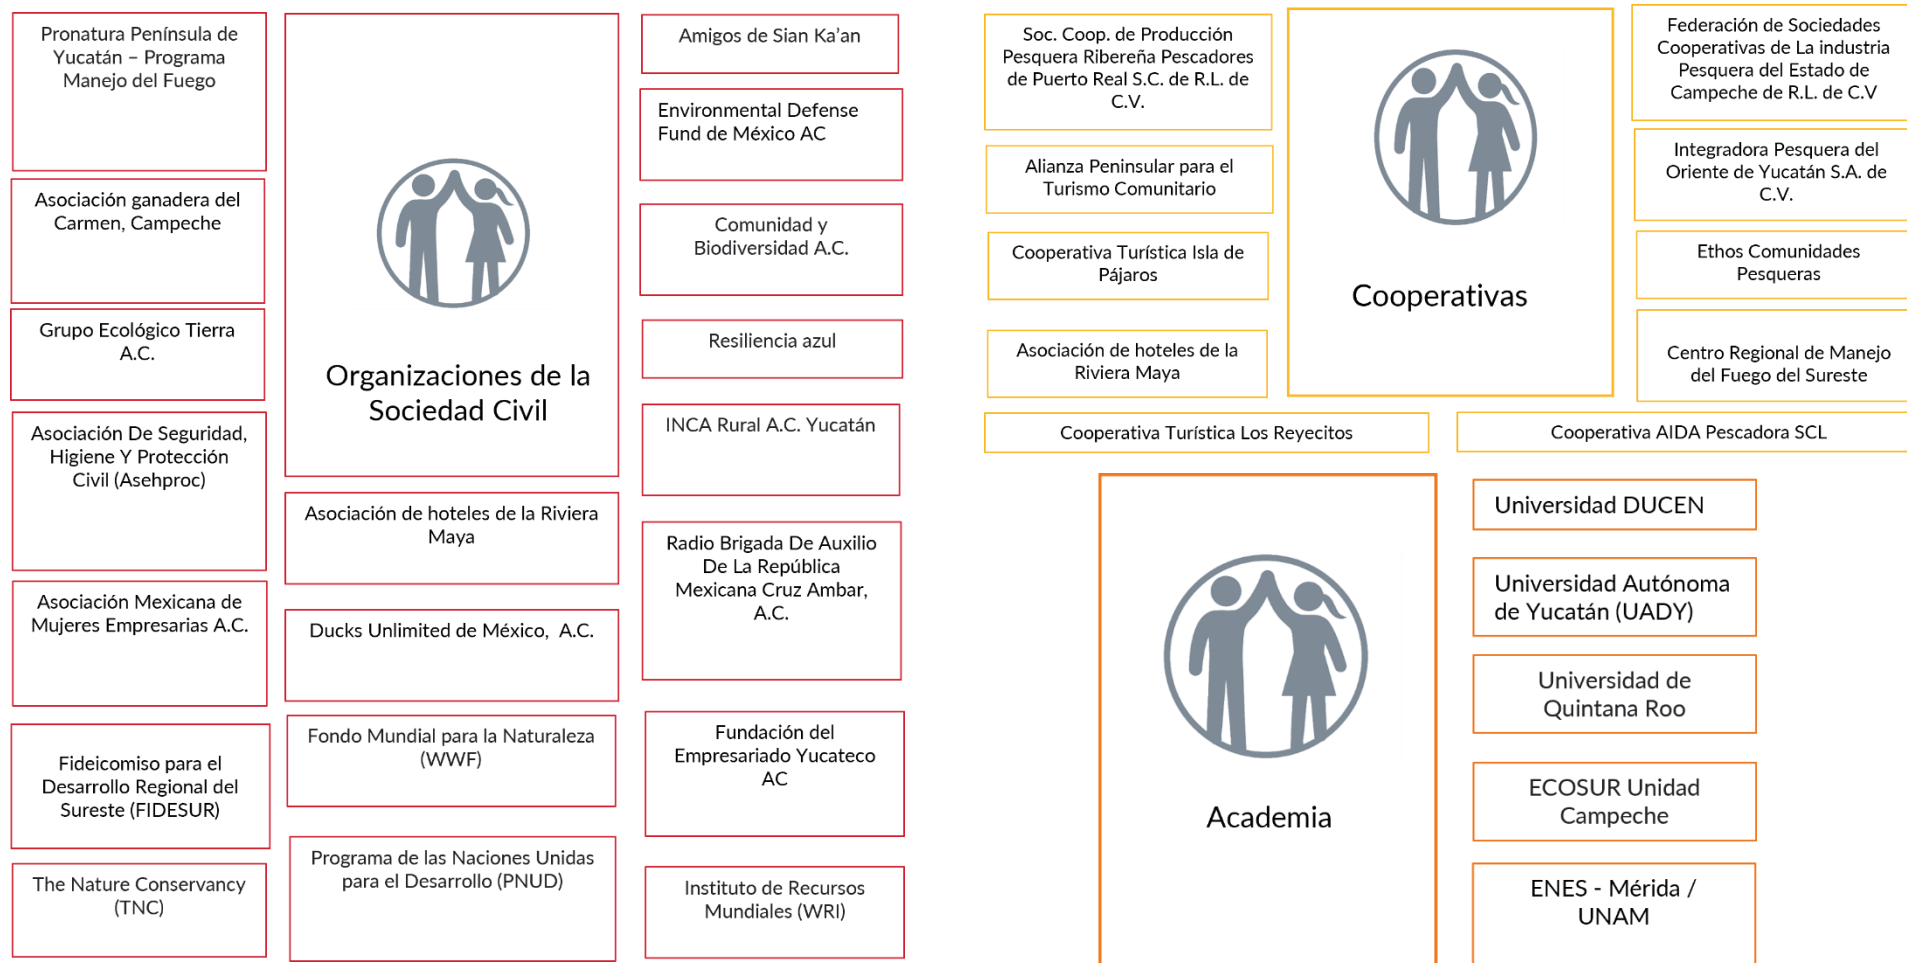 Pronatura Península de
Yucatán – Programa
Manejo del Fuego
Asociación ganadera del
Carmen, Campeche
Grupo Ecológico Tierra
A.C.
Asociación De Seguridad,
Higiene Y Protección
Civil (Asehproc)
Asociación Mexicana de
Mujeres Empresarias A.C.
Fideicomiso para el
Desarrollo Regional del
Sureste (FIDESUR)
The Nature Conservancy
(TNC)
Organizaciones de la
Sociedad Civil
Asociación de hoteles de la Riviera
Maya
Ducks Unlimited de México,  A.C.
Fondo Mundial para la Naturaleza
(WWF)
Programa de las Naciones Unidas
para el Desarrollo (PNUD)
Amigos de Sian Ka’an
Environmental Defense
Fund de México AC
Comunidad y
Biodiversidad A.C.
Resiliencia azul
INCA Rural A.C. Yucatán
Radio Brigada De Auxilio
De La República
Mexicana Cruz Ambar,
A.C.
Fundación del
Empresariado Yucateco
AC
Instituto de Recursos
Mundiales (WRI)
Soc. Coop. de Producción
Pesquera Ribereña Pescadores
de Puerto Real S.C. de R.L. de
C.V.
Alianza Peninsular para el
Turismo Comunitario
Cooperativa Turística Isla de
Pájaros
Asociación de hoteles de la
Riviera Maya
Cooperativas
Federación de Sociedades
Cooperativas de La industria
Pesquera del Estado de
Campeche de R.L. de C.V
Integradora Pesquera del
Oriente de Yucatán S.A. de
C.V.
Ethos Comunidades
Pesqueras
Centro Regional de Manejo
del Fuego del Sureste
Cooperativa Turística Los Reyecitos
Cooperativa AIDA Pescadora SCL
Academia
Universidad DUCEN
Universidad Autónoma
de Yucatán (UADY)
Universidad de
Quintana Roo
ECOSUR Unidad
Campeche
ENES - Mérida /
UNAM